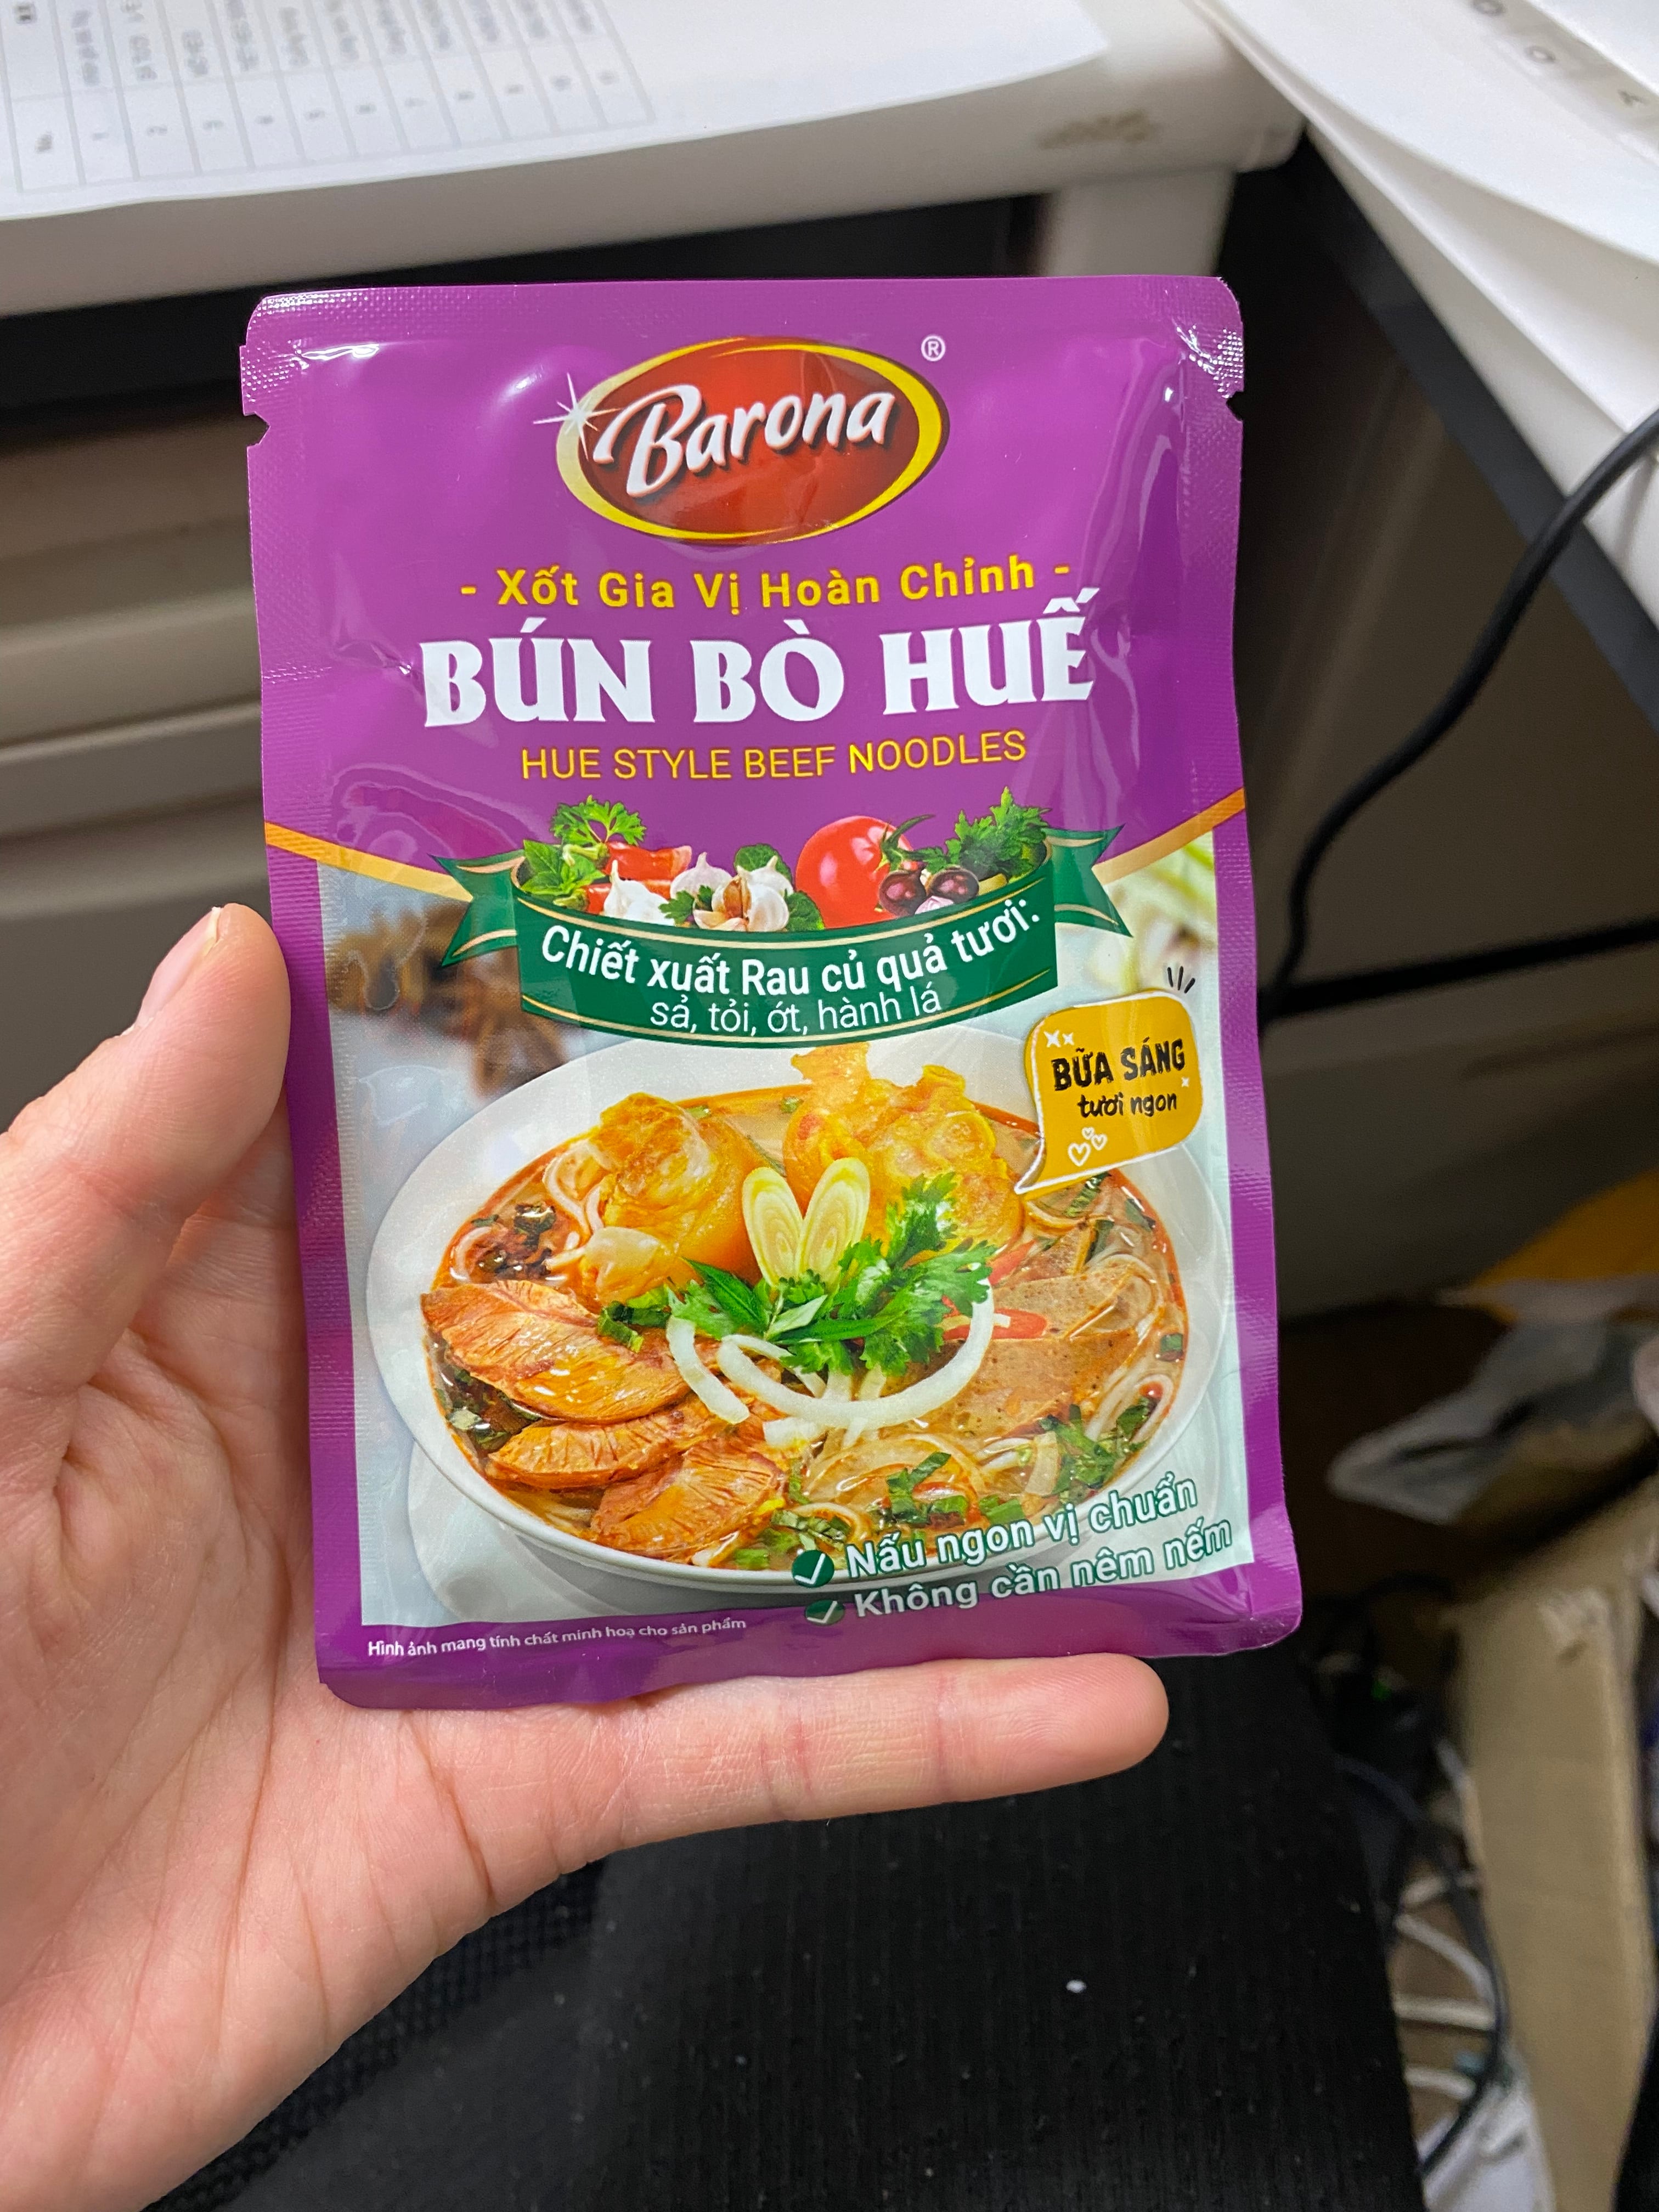 Barona ®
- Xốt Gia Vị Hoàn Chỉnh -
BÚN BÒ HUẾ
HUE STYLE BEEF NOODLES
Chiết xuất Rau củ quả tươi:
sả, tỏi, ớt, hành lá
BỮA SÁNG
tươi ngon
Nấu ngon vị chuẩn
Không cần nêm nếm
Hình ảnh mang tính chất minh hoạ cho sản phẩm